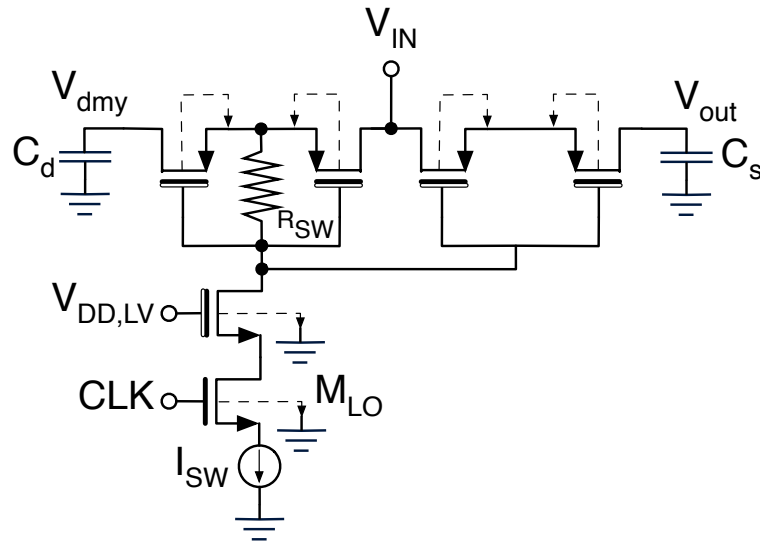 V_IN
V_dmy
V_out
C_d
C_s
R_SW
V_DD,LV
CLK
M_LO
I_SW